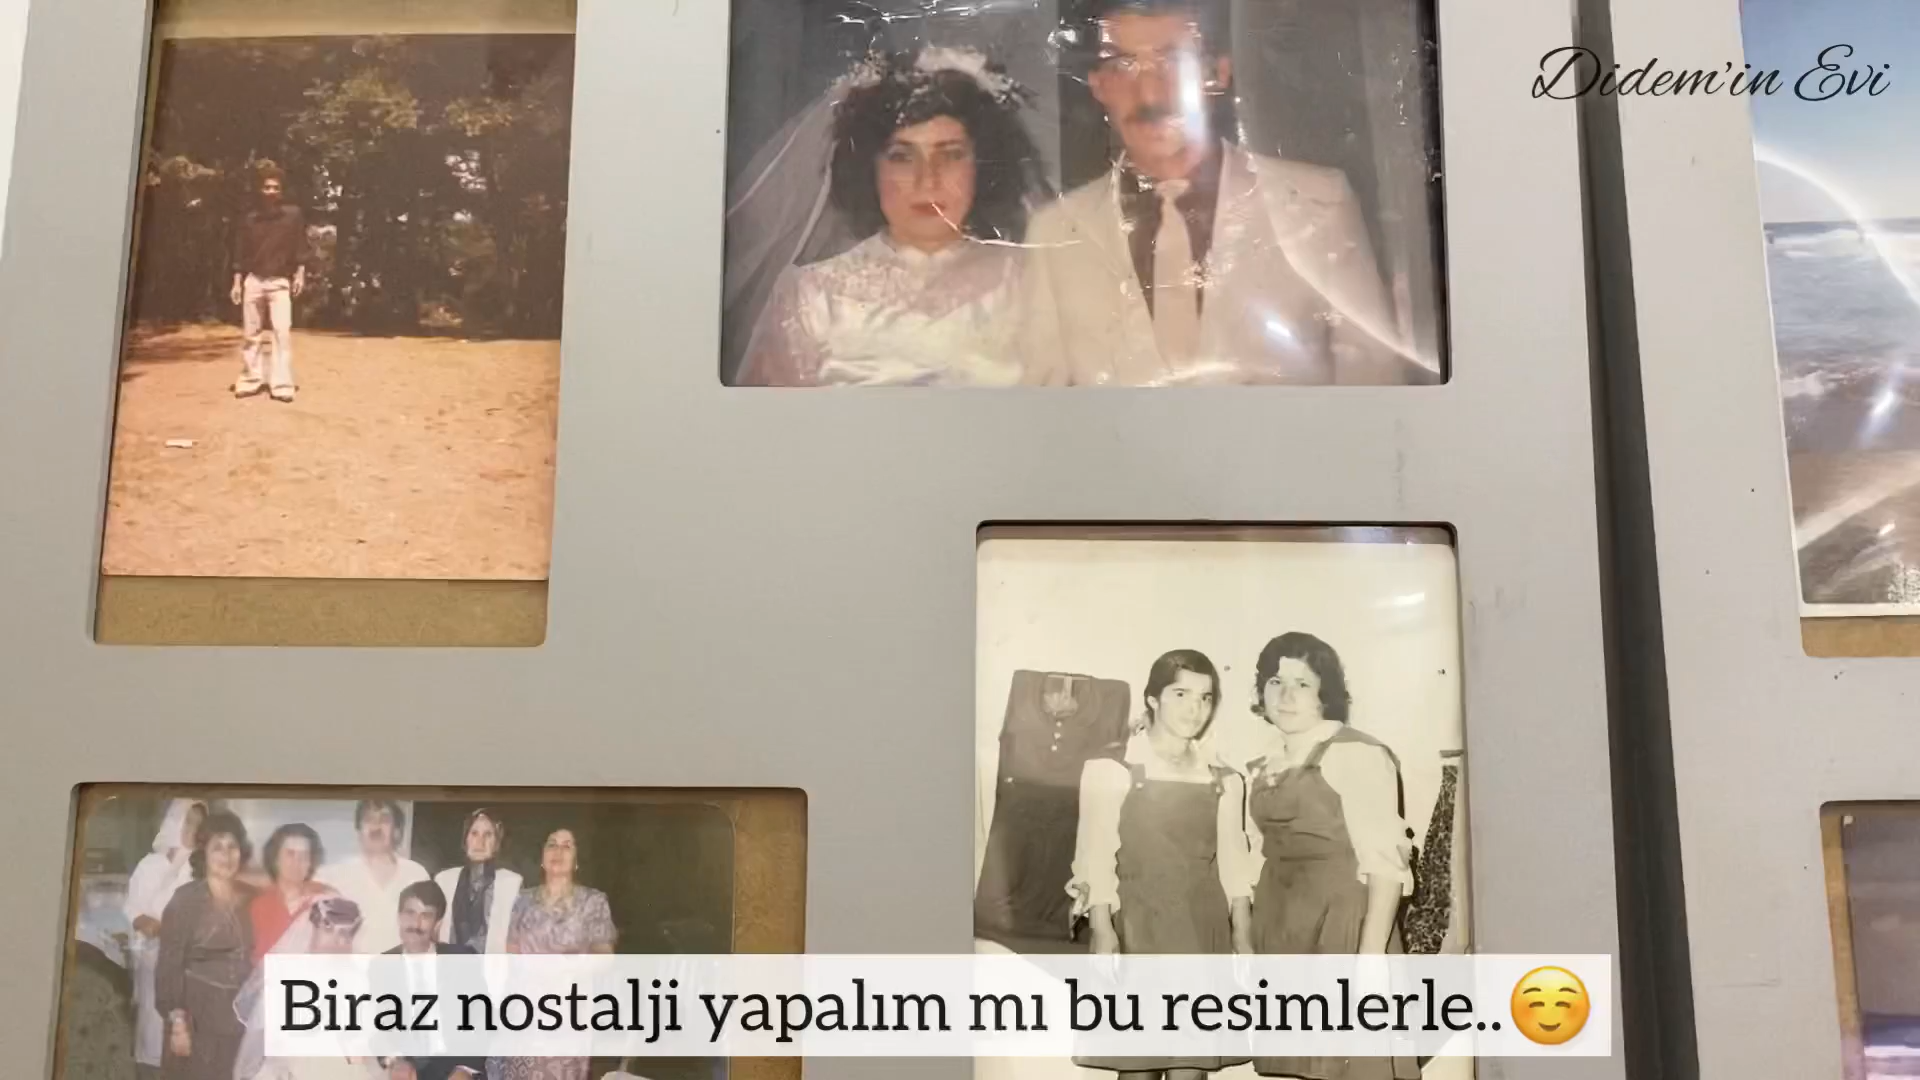 Didem'in Evi
Biraz nostalji yapalım mı bu resimlerle..☺️